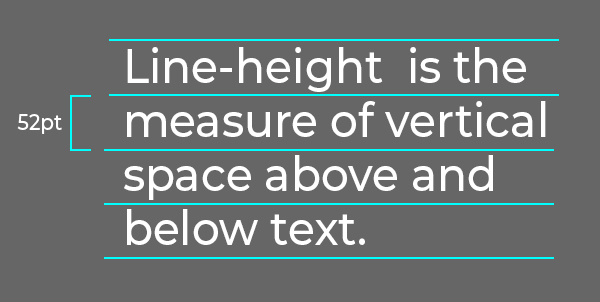 Line-height  is the
52pt
measure of vertical
space above and
below text.